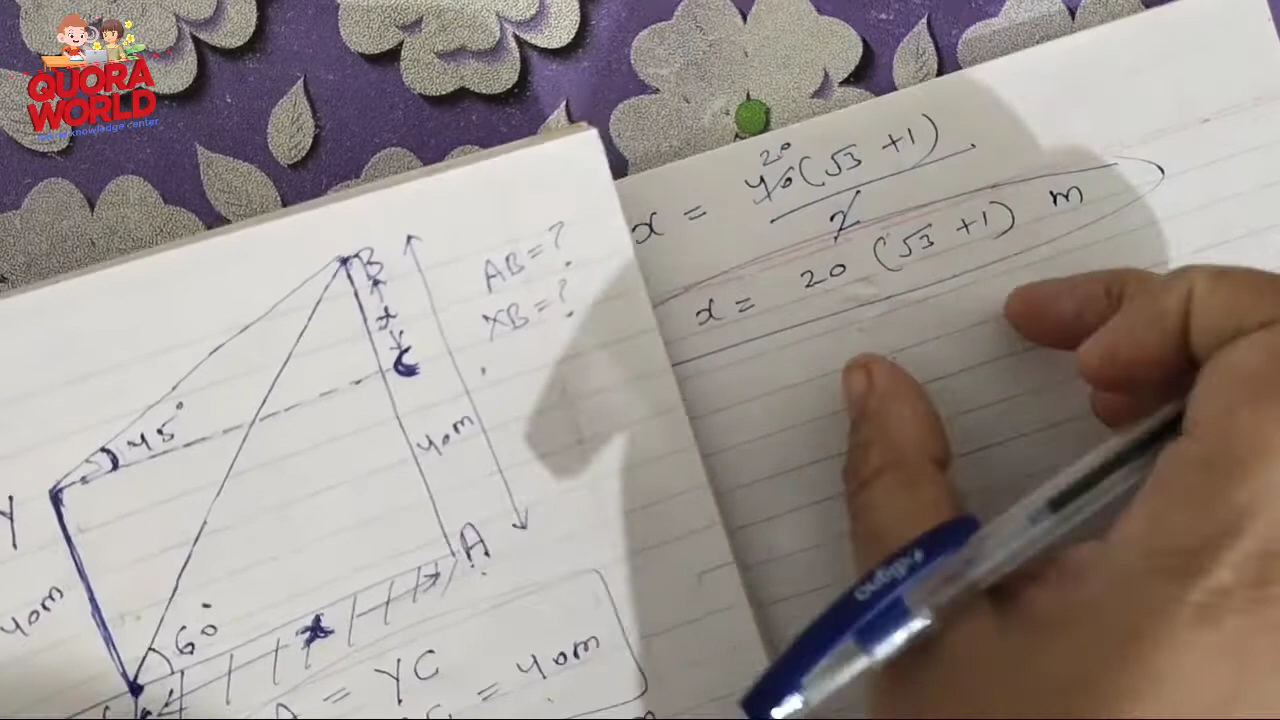 QUORA
WORLD
B
x
C
AB=?
XB=?
45°
Y
40m
40m
A
60°
x
= YC
= 40m
x = 40(√3 +1)
20
2
x = 20 (√3 +1) m